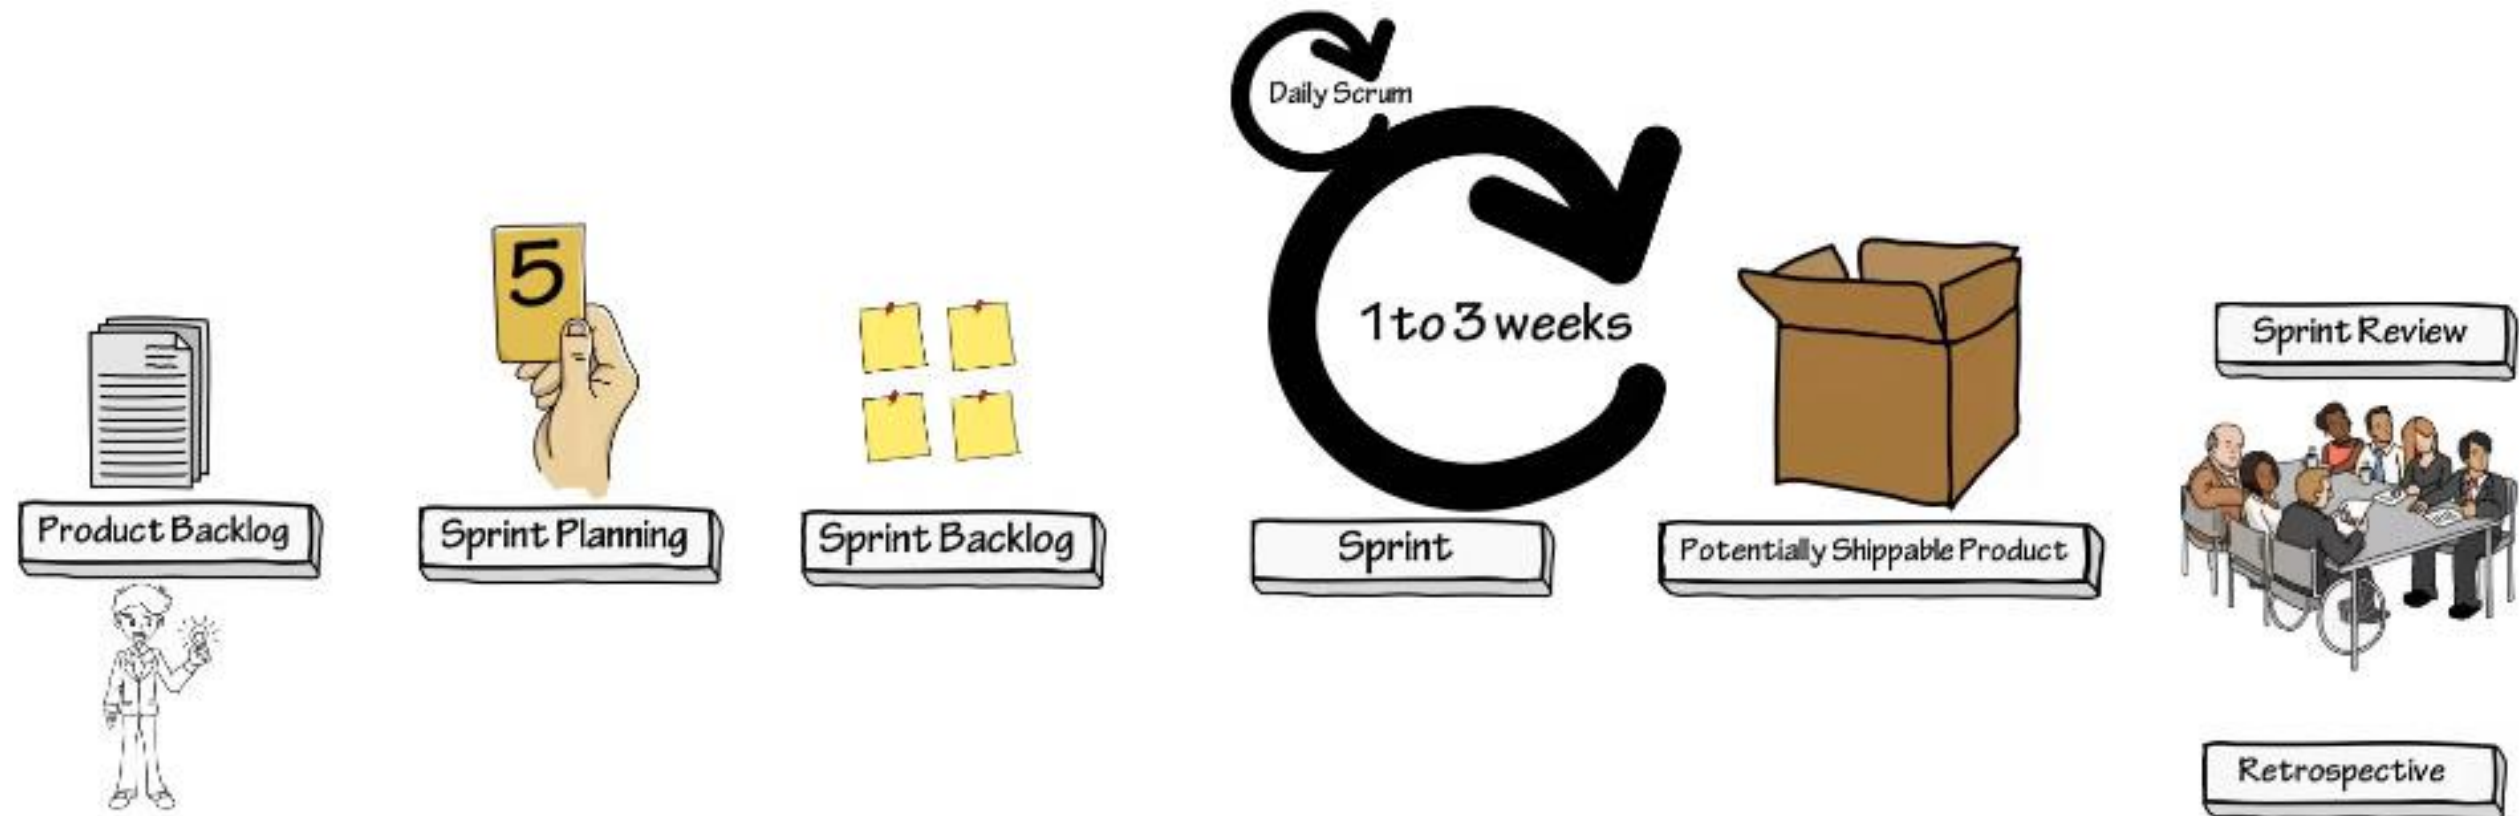 Daily Scrum
5
1 to 3 weeks
Sprint Review
Product Backlog
Sprint Planning
Sprint Backlog
Sprint
Potentially Shippable Product
Retrospective